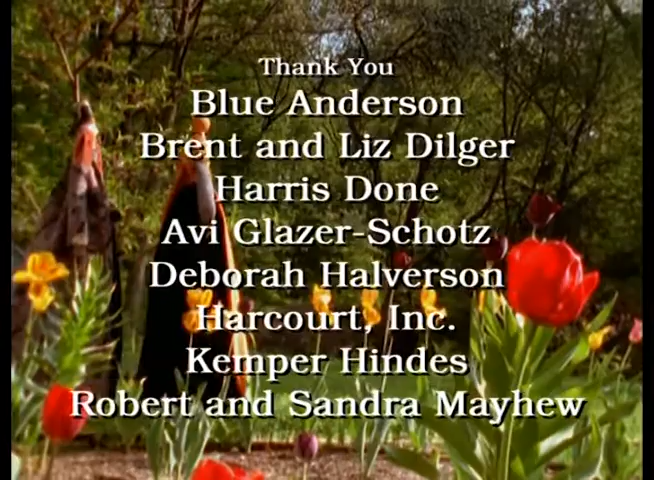 Thank You
Blue Anderson
Brent and Liz Dilger
Harris Done
Avi Glazer-Schotz
Deborah Halverson
Harcourt, Inc.
Kemper Hindes
Robert and Sandra Mayhew